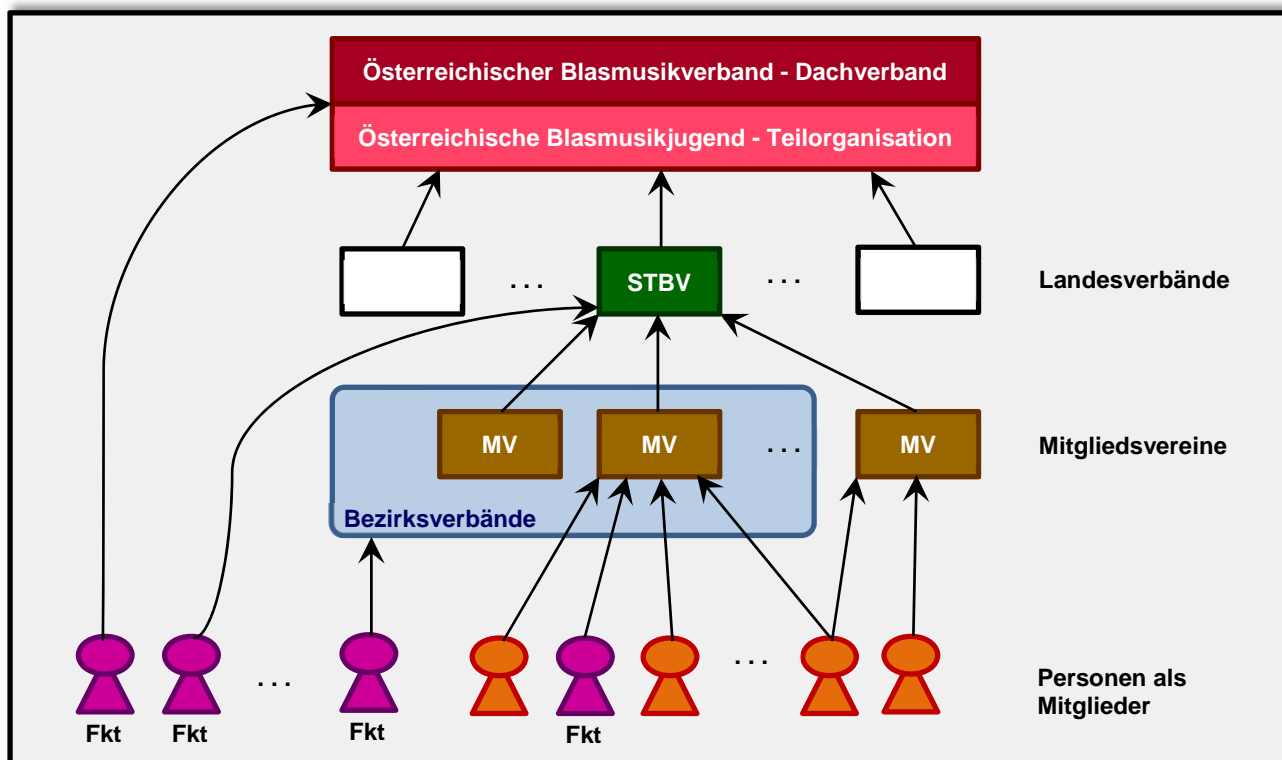 Österreichischer Blasmusikverband - Dachverband
Österreichische Blasmusikjugend - Teilorganisation
... STBV ... Landesverbände
MV MV ... MV Mitgliedsvereine
Bezirksverbände
... ... Personen als
Mitglieder
Fkt Fkt Fkt Fkt